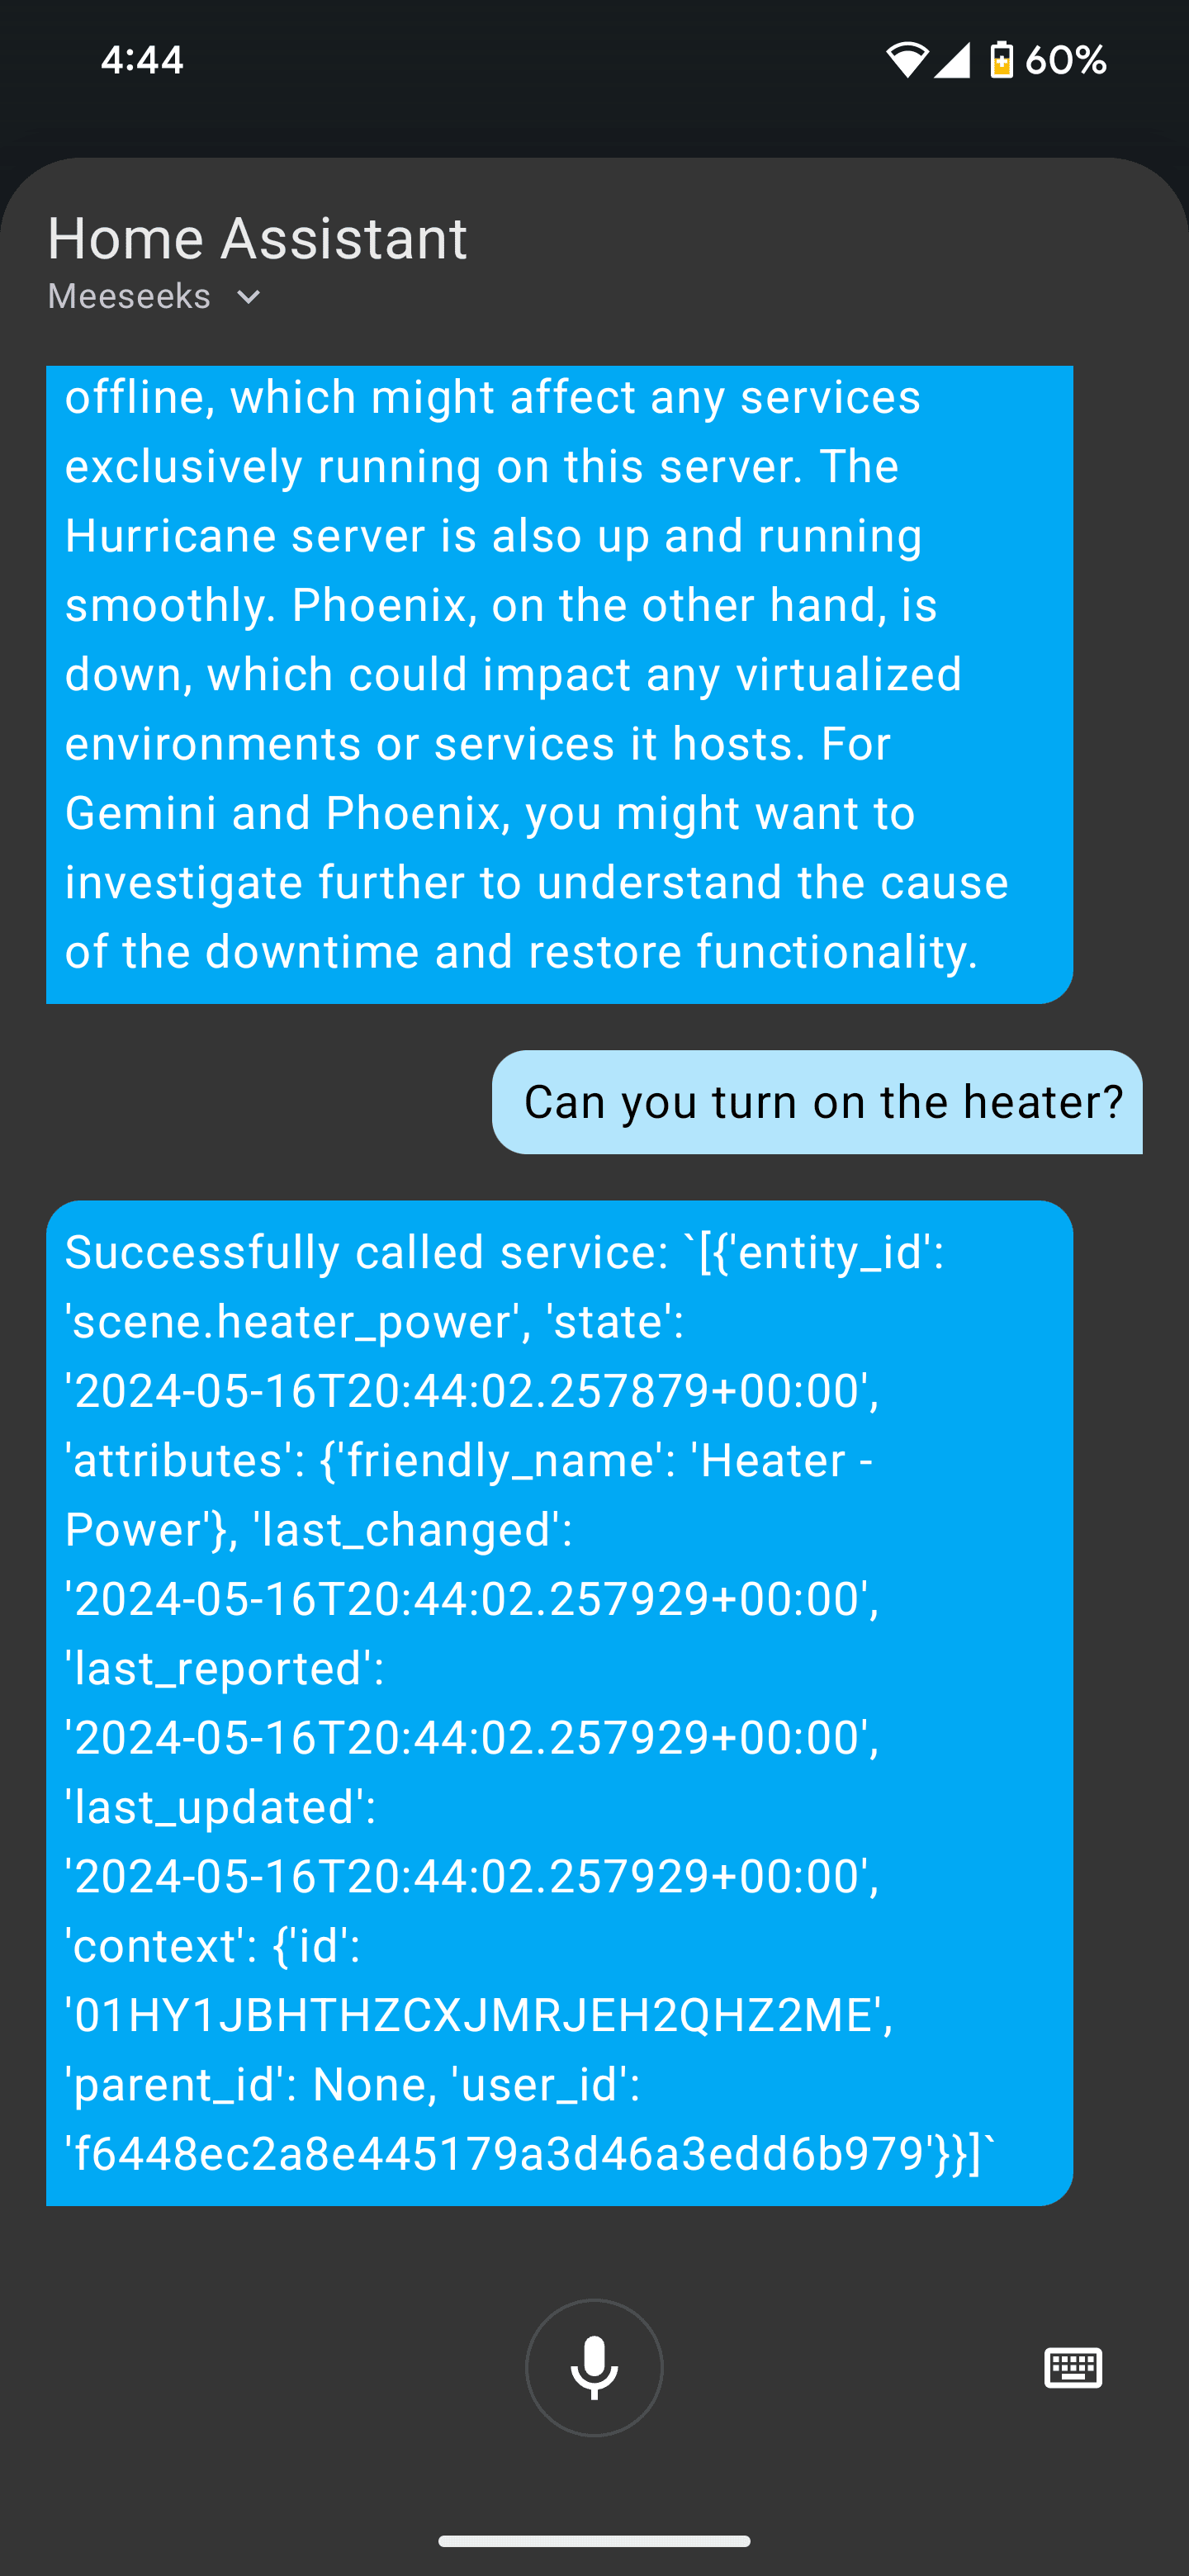 4:44
60%
Home Assistant
Meeseeks
offline, which might affect any services
exclusively running on this server. The
Hurricane server is also up and running
smoothly. Phoenix, on the other hand, is
down, which could impact any virtualized
environments or services it hosts. For
Gemini and Phoenix, you might want to
investigate further to understand the cause
of the downtime and restore functionality.
Can you turn on the heater?
Successfully called service: `[{'entity_id':
'scene.heater_power', 'state':
'2024-05-16T20:44:02.257879+00:00',
'attributes': {'friendly_name': 'Heater -
Power'}, 'last_changed':
'2024-05-16T20:44:02.257929+00:00',
'last_reported':
'2024-05-16T20:44:02.257929+00:00',
'last_updated':
'2024-05-16T20:44:02.257929+00:00',
'context': {'id':
'01HY1JBHTHZCXJMRJEH2QHZ2ME',
'parent_id': None, 'user_id':
'f6448ec2a8e445179a3d46a3edd6b979'}}]`